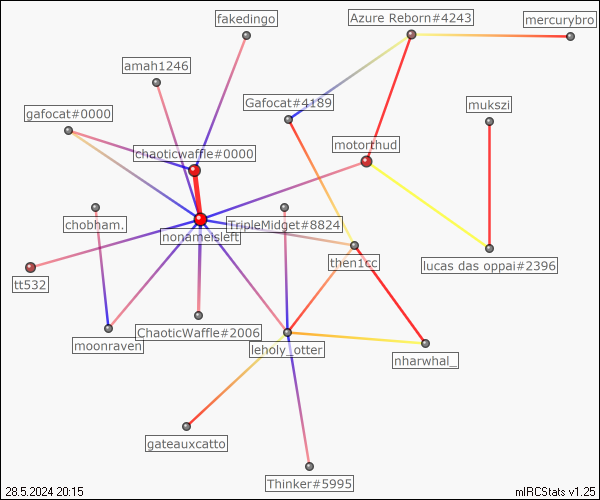 fakedingo
Azure Reborn#4243
mercurybro
amah1246
gafocat#0000
Gafocat#4189
mukszi
motorthud
chaoticwaffle#0000
chobham.
TripleMidget#8824
nonameisleft
then1cc
lucas das oppai#2396
tt532
ChaoticWaffle#2006
moonraven
leholy_otter
nharwhal_
gateauxcatto
Thinker#5995
28.5.2024 20:15
mIRCStats v1.25